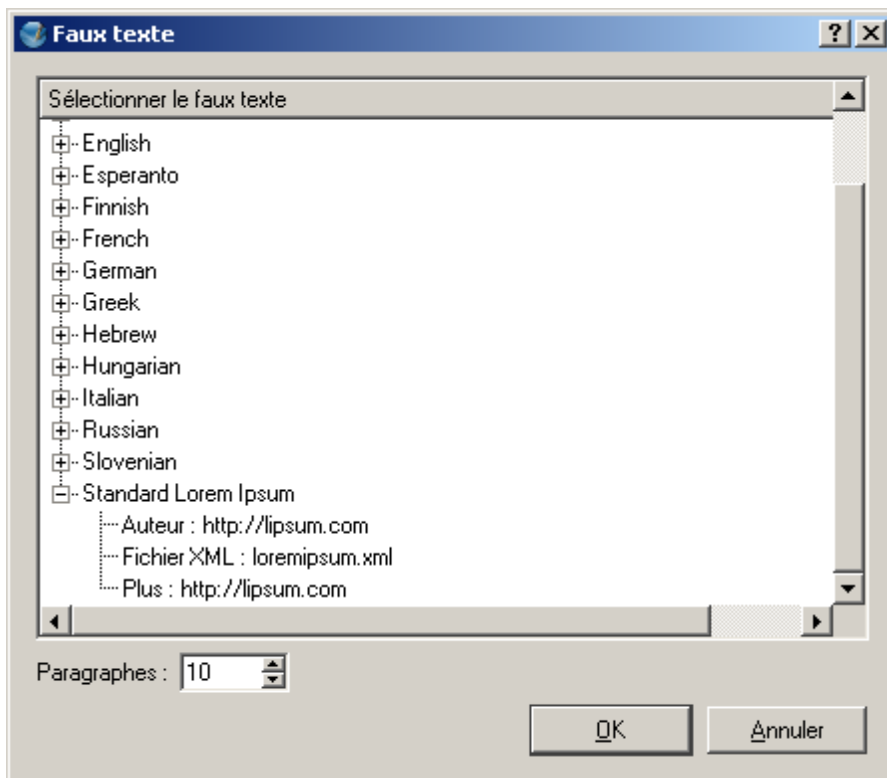 Faux texte
Sélectionner le faux texte
English
Esperanto
Finnish
French
German
Greek
Hebrew
Hungarian
Italian
Russian
Slovenian
Standard Lorem Ipsum
Auteur : http://lipsum.com
Fichier XML : loremipsum.xml
Plus : http://lipsum.com
Paragraphes : 10
OK Annuler